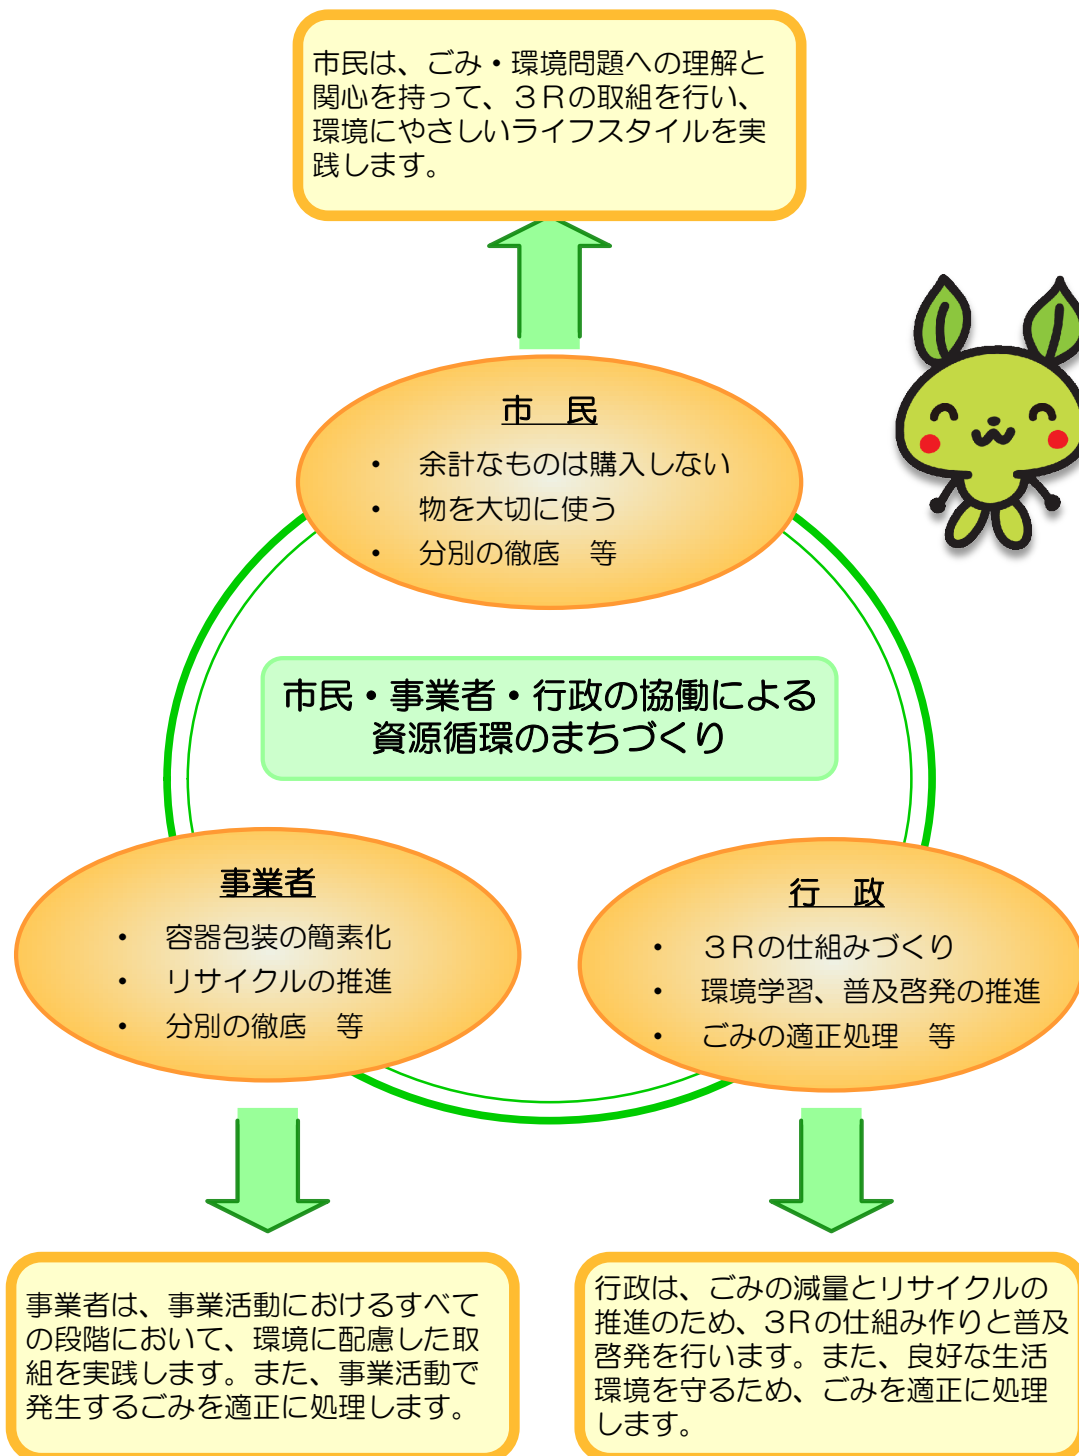 市民は、ごみ・環境問題への理解と
関心を持って、３Ｒの取組を行い、
環境にやさしいライフスタイルを実
践します。
市　民
・　余計なものは購入しない
・　物を大切に使う
・　分別の徹底　等
市民・事業者・行政の協働による
資源循環のまちづくり
事業者
・　容器包装の簡素化
・　リサイクルの推進
・　分別の徹底　等
行　政
・　３Ｒの仕組みづくり
・　環境学習、普及啓発の推進
・　ごみの適正処理　等
事業者は、事業活動におけるすべて
の段階において、環境に配慮した取
組を実践します。また、事業活動で
発生するごみを適正に処理します。
行政は、ごみの減量とリサイクルの
推進のため、3Rの仕組み作りと普及
啓発を行います。また、良好な生活
環境を守るため、ごみを適正に処理
します。